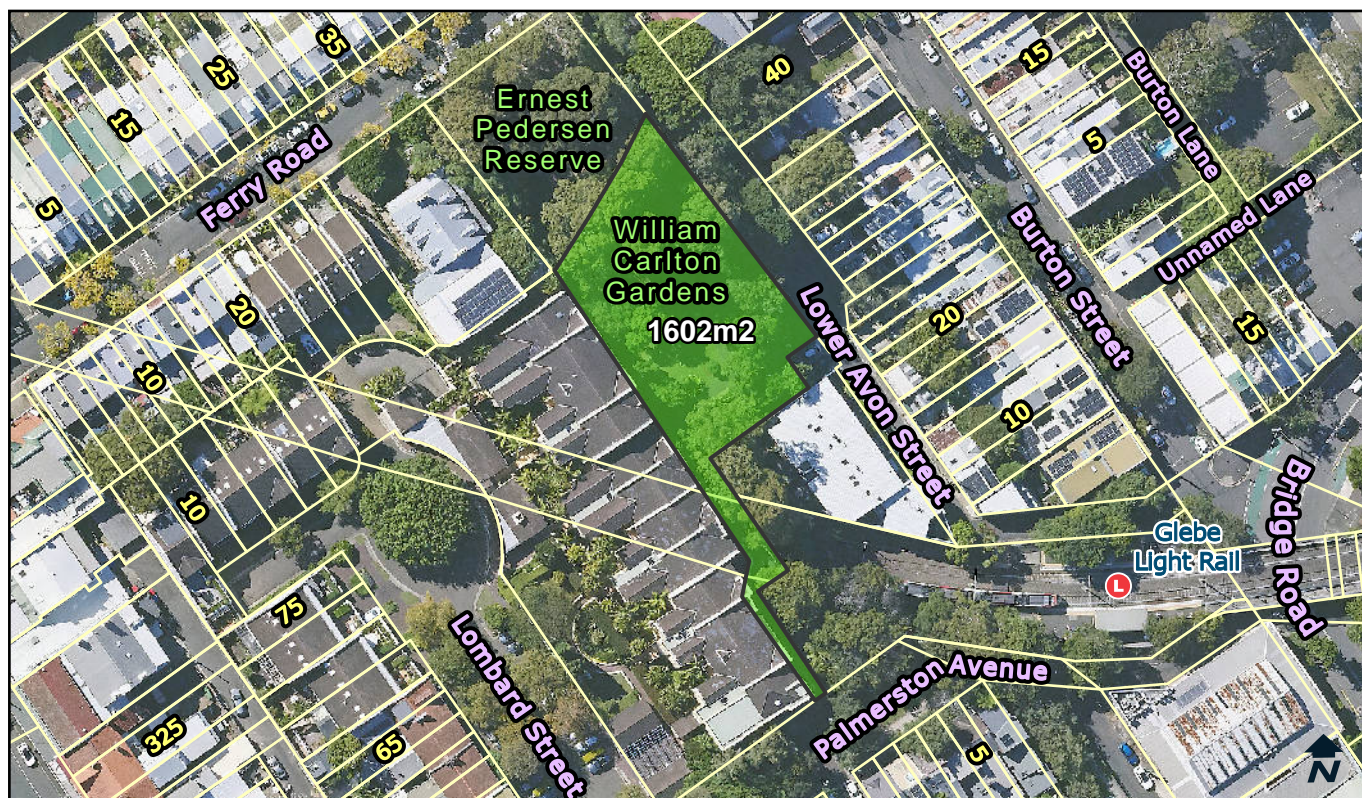 35
25
15
5
Ferry Road
Ernest
Pedersen
Reserve
40
15
5
Burton Lane
Unnamed Lane
William
Carlton
Gardens
1602m2
Lower Avon Street
Burton Street
20
10
15
20
10
10
Bridge Road
Glebe
Light Rail
L
75
Lombard Street
Palmerston Avenue
325
65
5
N